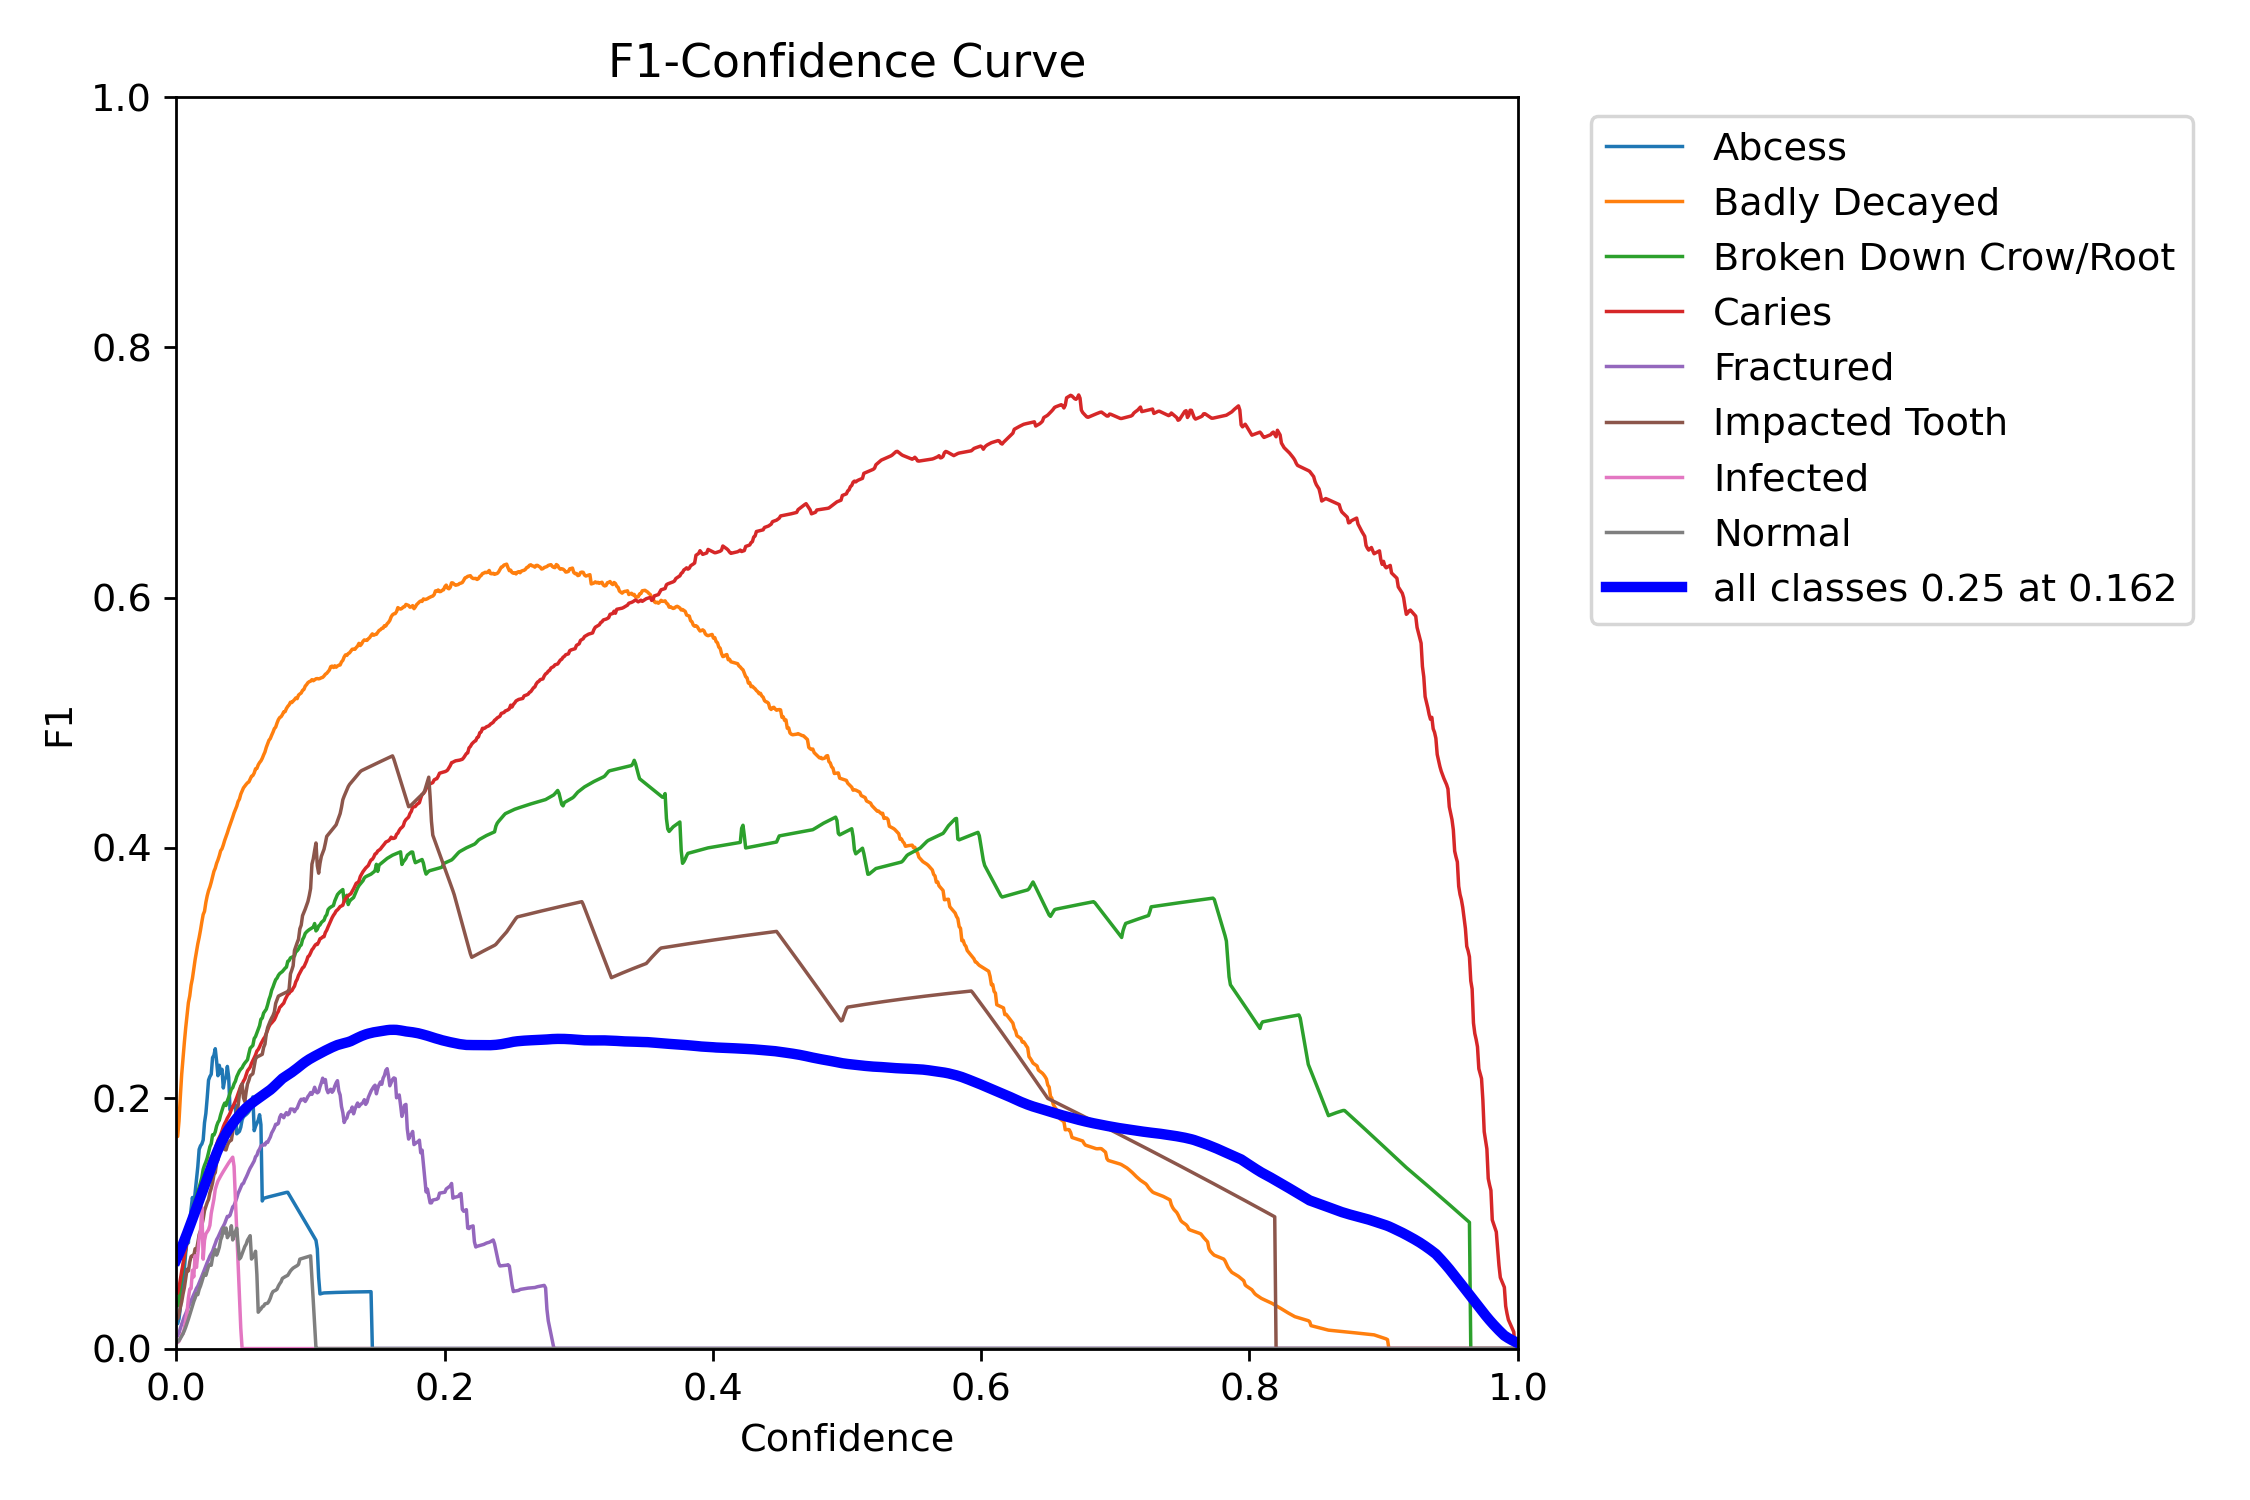 F1-Confidence Curve
1.0
0.8
0.6
0.4
0.2
0.0
F1
0.0 0.2 0.4 0.6 0.8 1.0
Confidence
Abcess
Badly Decayed
Broken Down Crow/Root
Caries
Fractured
Impacted Tooth
Infected
Normal
all classes 0.25 at 0.162